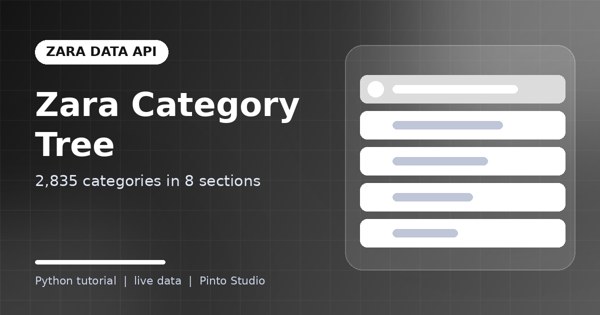 ZARA DATA API
Zara Category
Tree
2,835 categories in 8 sections
Python tutorial | live data | Pinto Studio